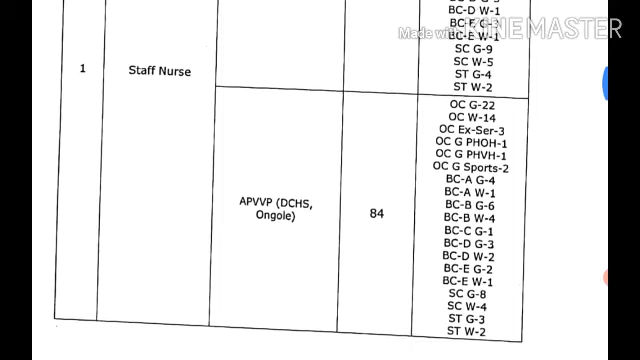 BC-D W-1
BC-E G-1
BC-E W-1
SC G-9
SC W-5
ST G-4
ST W-2
Made with KINEMASTER
1
Staff Nurse
APVVP (DCHS,
Ongole)
84
OC G-22
OC W-14
OC Ex-Ser-3
OC G PHOH-1
OC G PHVH-1
OC G Sports-2
BC-A G-4
BC-A W-1
BC-B G-6
BC-B W-4
BC-C G-1
BC-D G-3
BC-D W-2
BC-E G-2
BC-E W-1
SC G-8
SC W-4
ST G-3
ST W-2